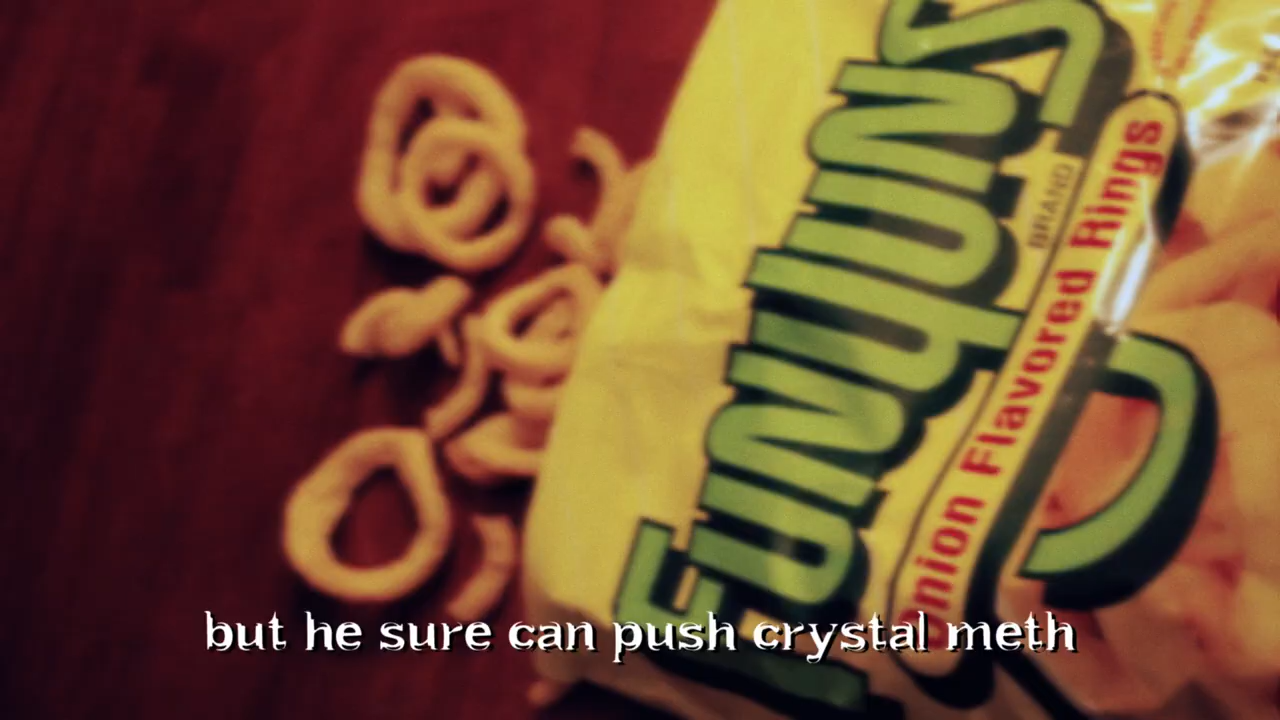 FUNYUNS
BRAND
Onion Flavored Rings
but he sure can push crystal meth